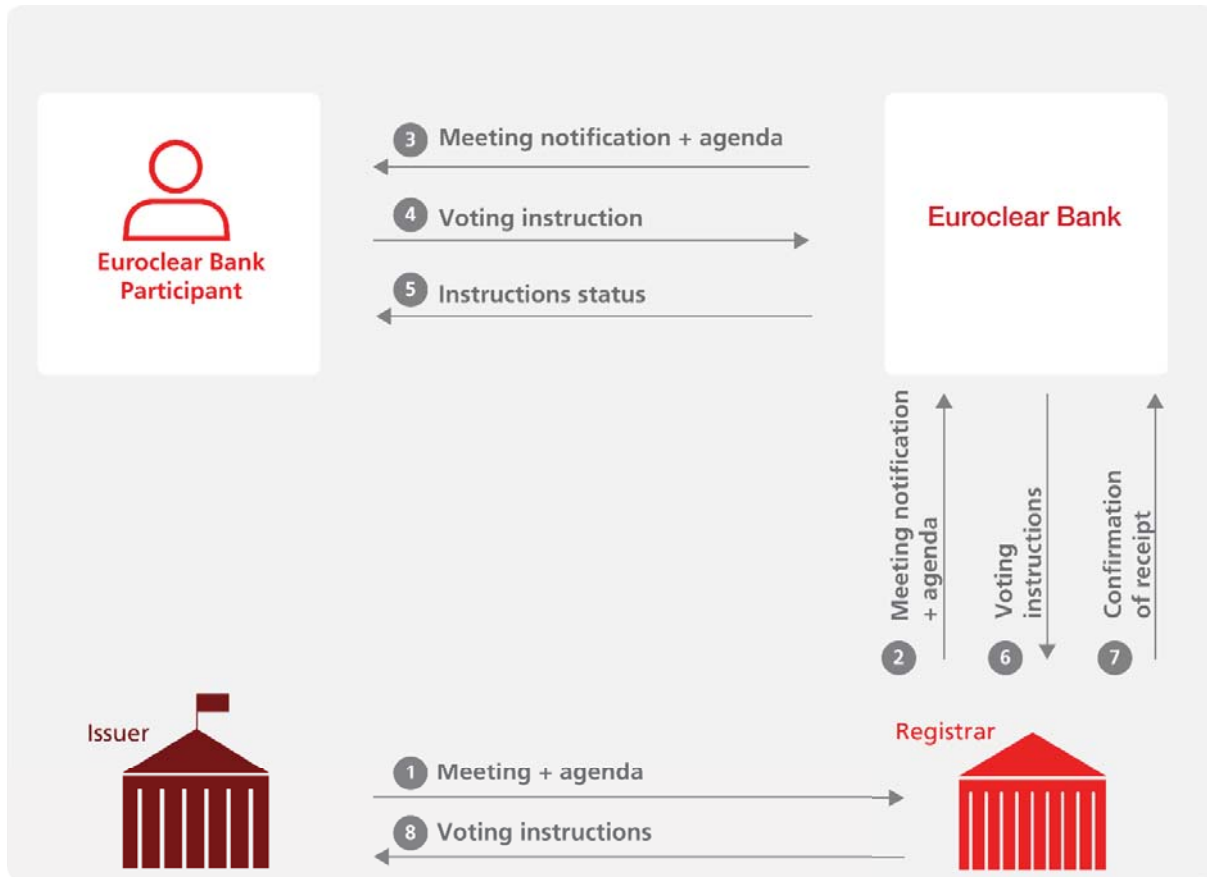 3 Meeting notification + agenda
4 Voting instruction
5 Instructions status
Euroclear Bank
Participant
Euroclear Bank
Meeting notification
+ agenda
2
Voting
instructions
6
Confirmation
of receipt
7
Issuer
Registrar
1 Meeting + agenda
8 Voting instructions